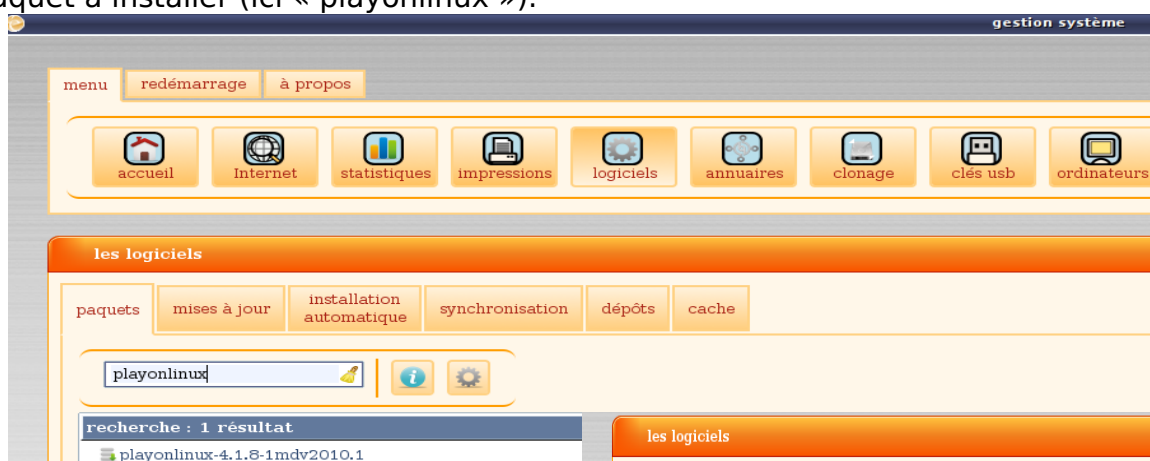 à installer (ici « playonlinux »).
gestion système
menu redémarrage à propos
accueil Internet statistiques impressions logiciels annuaires clonage clés usb ordinateurs
les logiciels
paquets mises à jour installation automatique synchronisation dépôts cache
playonlinux
recherche : 1 résultat
les logiciels
playonlinux-4.1.8-1mdv2010.1